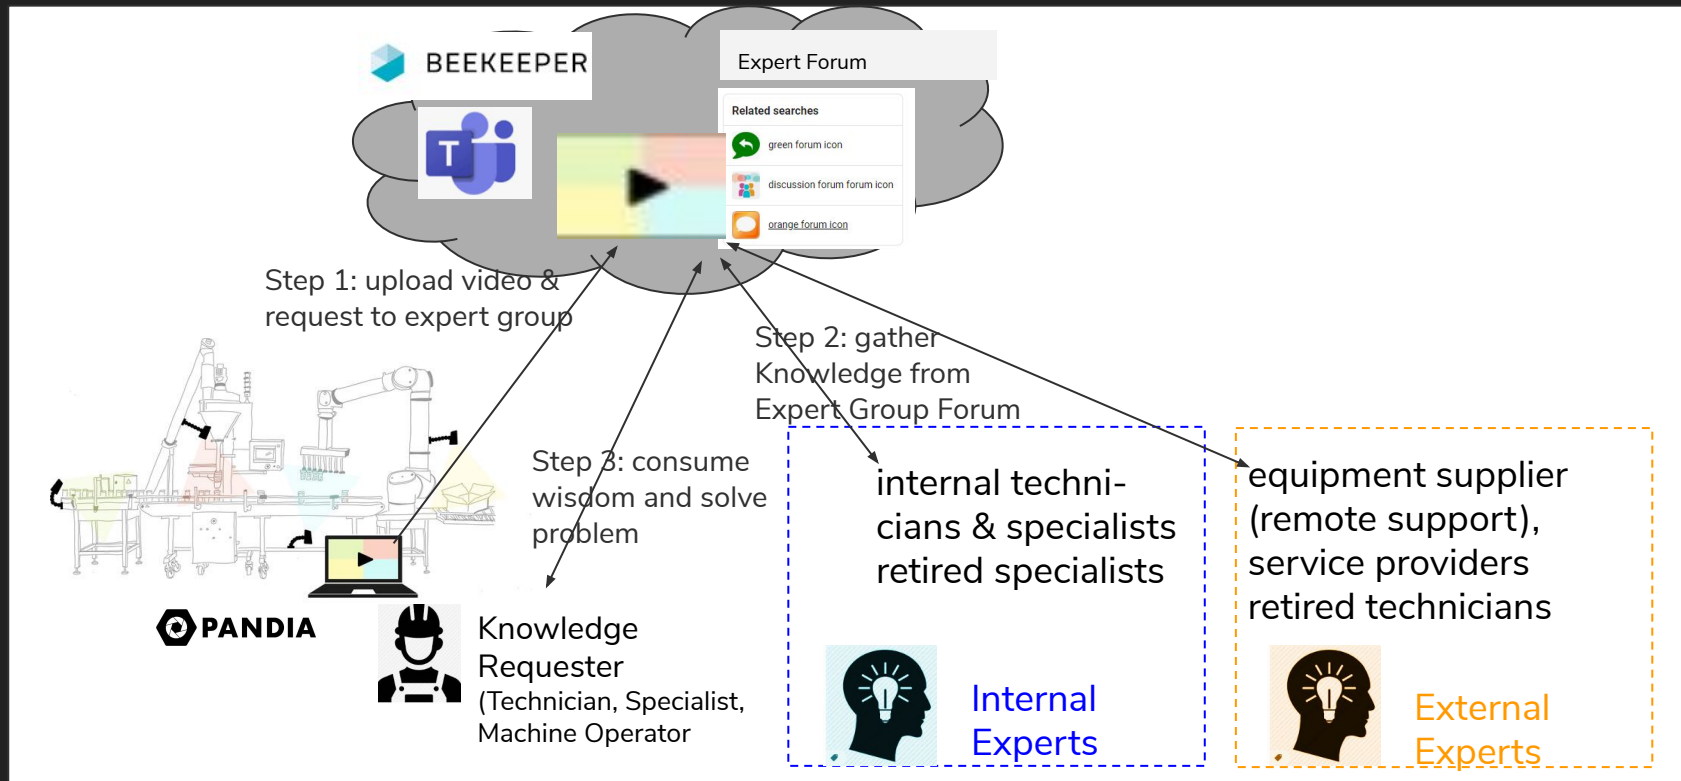 BEEKEEPER
Expert Forum
Related searches
green forum icon
discussion forum forum icon
orange forum icon
T
Step 1: upload video &
request to expert group
Step 2: gather
Knowledge from
Expert Group Forum
Step 3: consume
wisdom and solve
problem
PANDIA
Knowledge
Requester
(Technician, Specialist,
Machine Operator
internal techni-
cians & specialists
retired specialists
Internal
Experts
equipment supplier
(remote support),
service providers
retired technicians
External
Experts